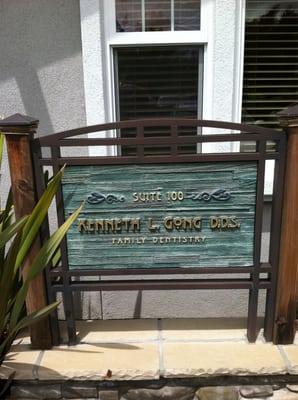 SUITE 100
KENNETH L. GONG D.D.S.
FAMILY DENTISTRY